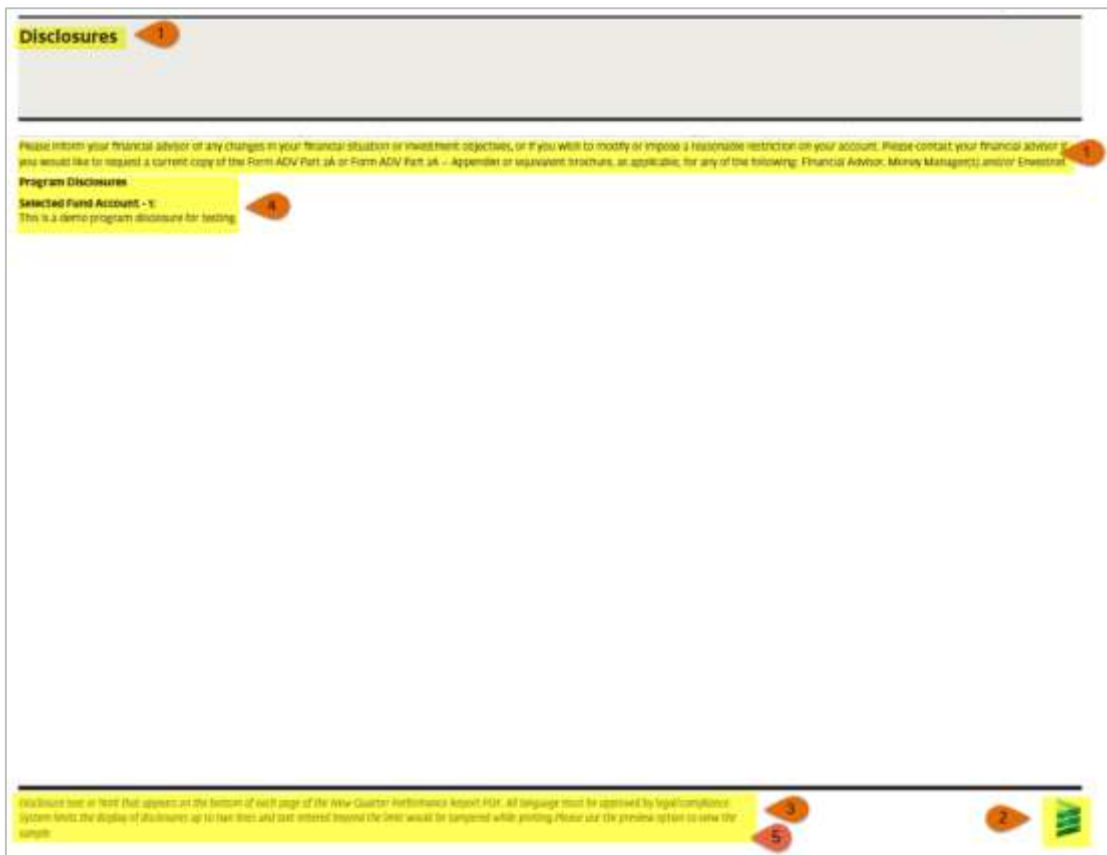 Disclosures 1
Please inform your financial advisor of any changes in your financial situation or investment objectives, or if you wish to modify or impose a reasonable restriction on your account. Please contact your financial advisor if
you would like to request a current copy of the Form ADV Part 2A or Form ADV Part 2A – Appendix or equivalent brochure, as applicable, for any of the following: Financial Advisor, Money Manager(s) and/or Envestnet.
Program Disclosures
Selected Fund Account - 1:
4
This is a demo program disclosure for testing
Disclosure text or that appears on the bottom of each page of the New Quarter Performance Report PDF. All language must be approved by legal/compliance
3
System limits the display of disclosures up to two lines and text entered beyond the limit would be tampered while printing.Please use the preview option to view the
2
sample
5